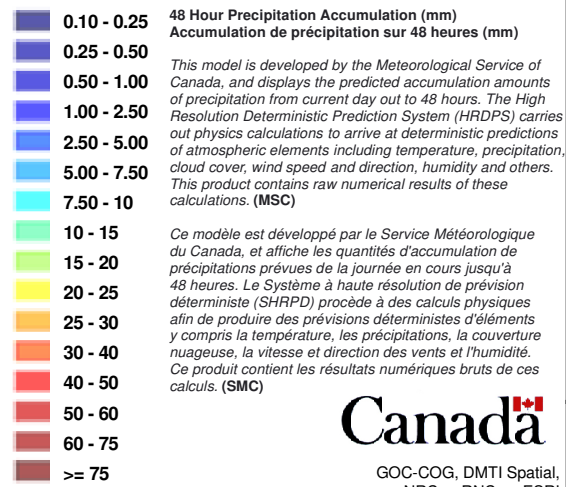 0.10 - 0.25
0.25 - 0.50
0.50 - 1.00
1.00 - 2.50
2.50 - 5.00
5.00 - 7.50
7.50 - 10
10 - 15
15 - 20
20 - 25
25 - 30
30 - 40
40 - 50
50 - 60
60 - 75
>= 75
48 Hour Precipitation Accumulation (mm)
Accumulation de précipitation sur 48 heures (mm)
This model is developed by the Meteorological Service of
Canada, and displays the predicted accumulation amounts
of precipitation from current day out to 48 hours. The High
Resolution Deterministic Prediction System (HRDPS) carries
out physics calculations to arrive at deterministic predictions
of atmospheric elements including temperature, precipitation,
cloud cover, wind speed and direction, humidity and others.
This product contains raw numerical results of these
calculations. (MSC)
Ce modèle est développé par le Service Météorologique
du Canada, et affiche les quantités d'accumulation de
précipitations prévues de la journée en cours jusqu'à
48 heures. Le Système à haute résolution de prévision
déterministe (SHRPD) procède à des calculs physiques
afin de produire des prévisions déterministes d'éléments
y compris la température, les précipitations, la couverture
nuageuse, la vitesse et direction des vents et l'humidité.
Ce produit contient les résultats numériques bruts de ces
calculs. (SMC)
Canada
GOC-COG, DMTI Spatial,